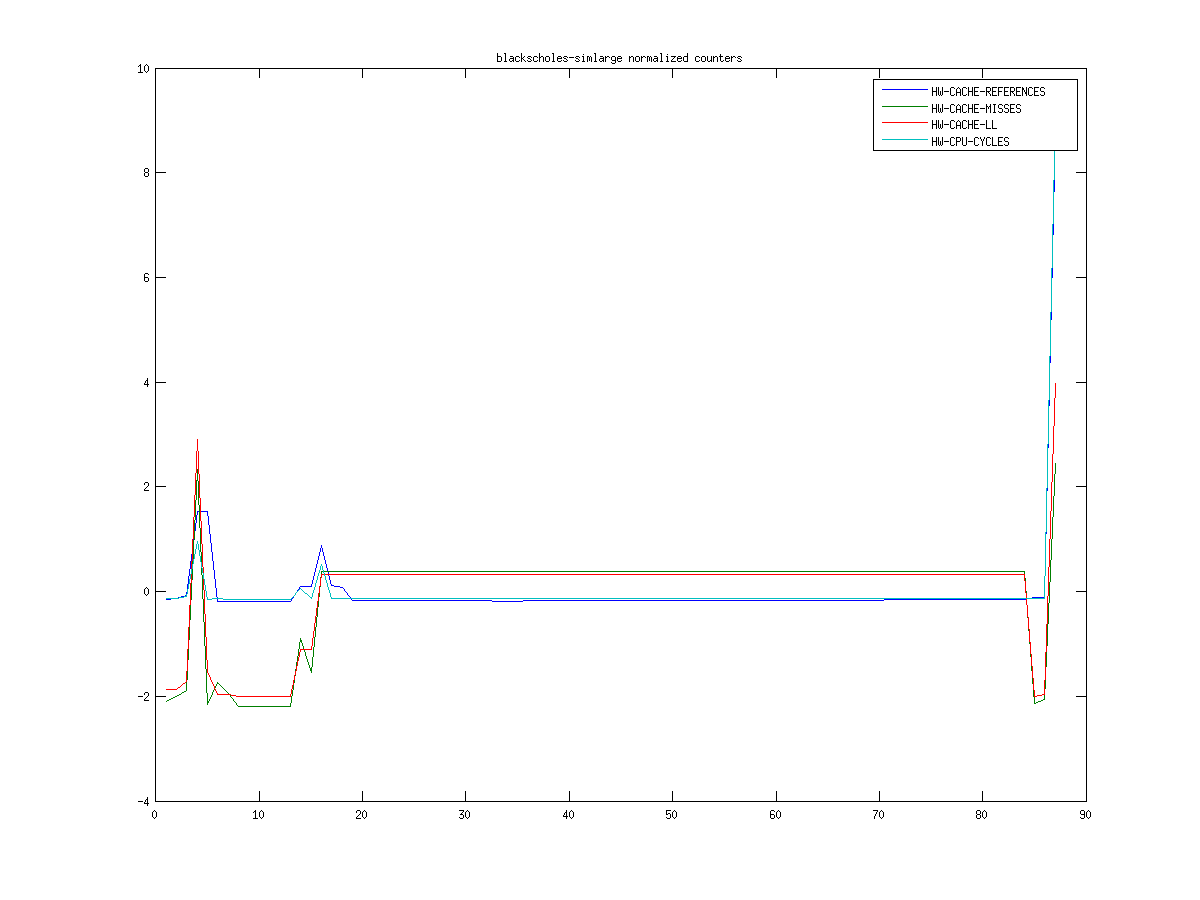 blackscholes-simlarge normalized counters
10
8
6
4
2
0
-2
-4
HW-CACHE-REFERENCES
HW-CACHE-MISSES
HW-CACHE-LL
HW-CPU-CYCLES
0 10 20 30 40 50 60 70 80 90